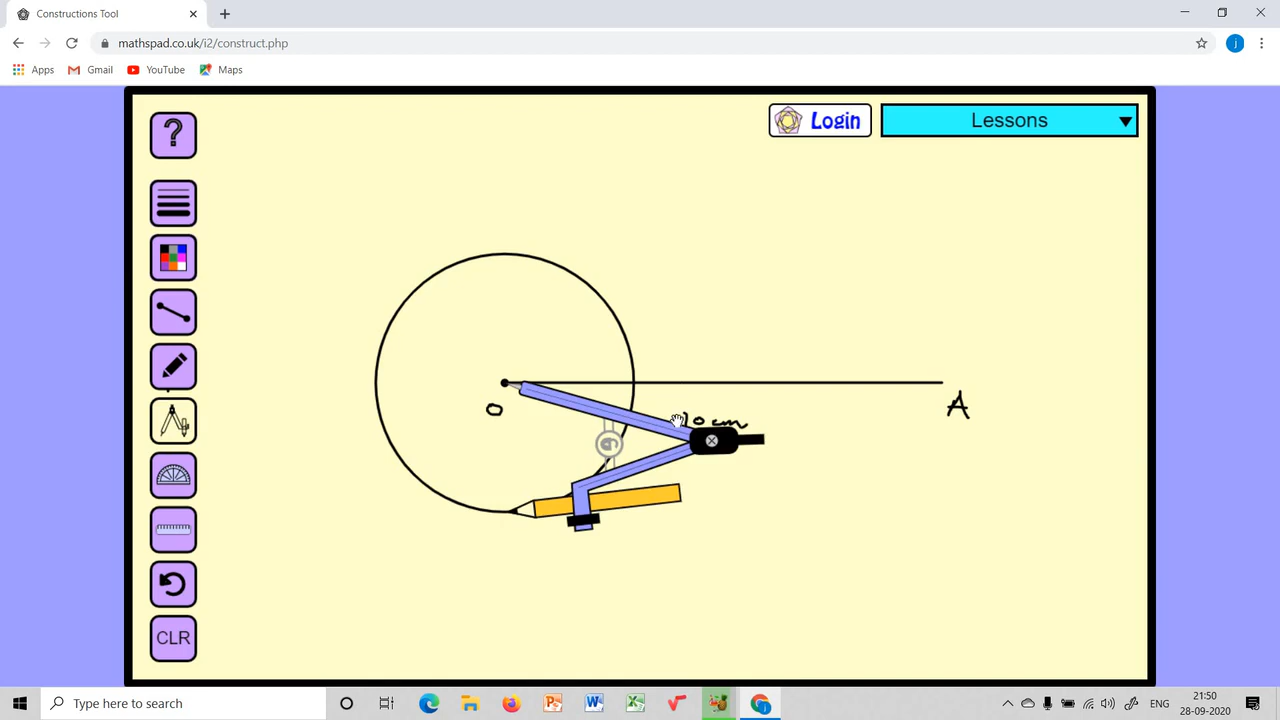 Constructions Tool
mathspad.co.uk/i2/construct.php
j
Apps Gmail YouTube Maps
?
Login
Lessons
O
A
cm
CLR
Type here to search
ENG
21:50
28-09-2020